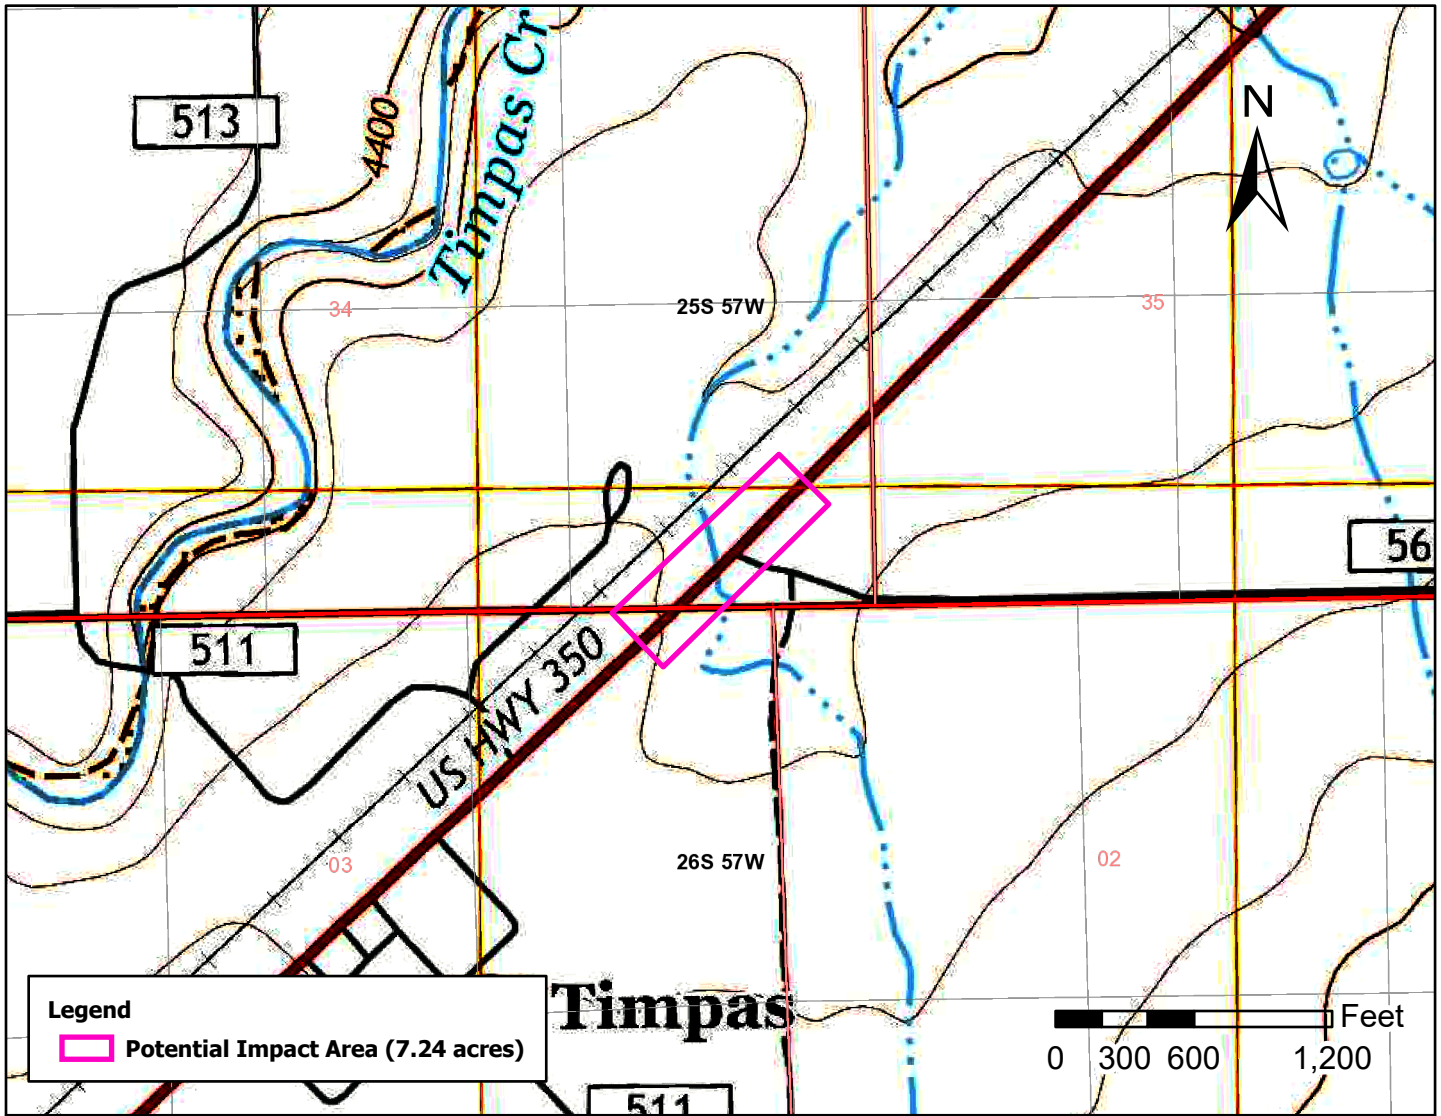 Timpas Cr
513
4400
N
34
25S 57W
35
56
511
US HWY 350
03
26S 57W
02
Timpas
Legend
Potential Impact Area (7.24 acres)
Feet
0 300 600 1,200
511